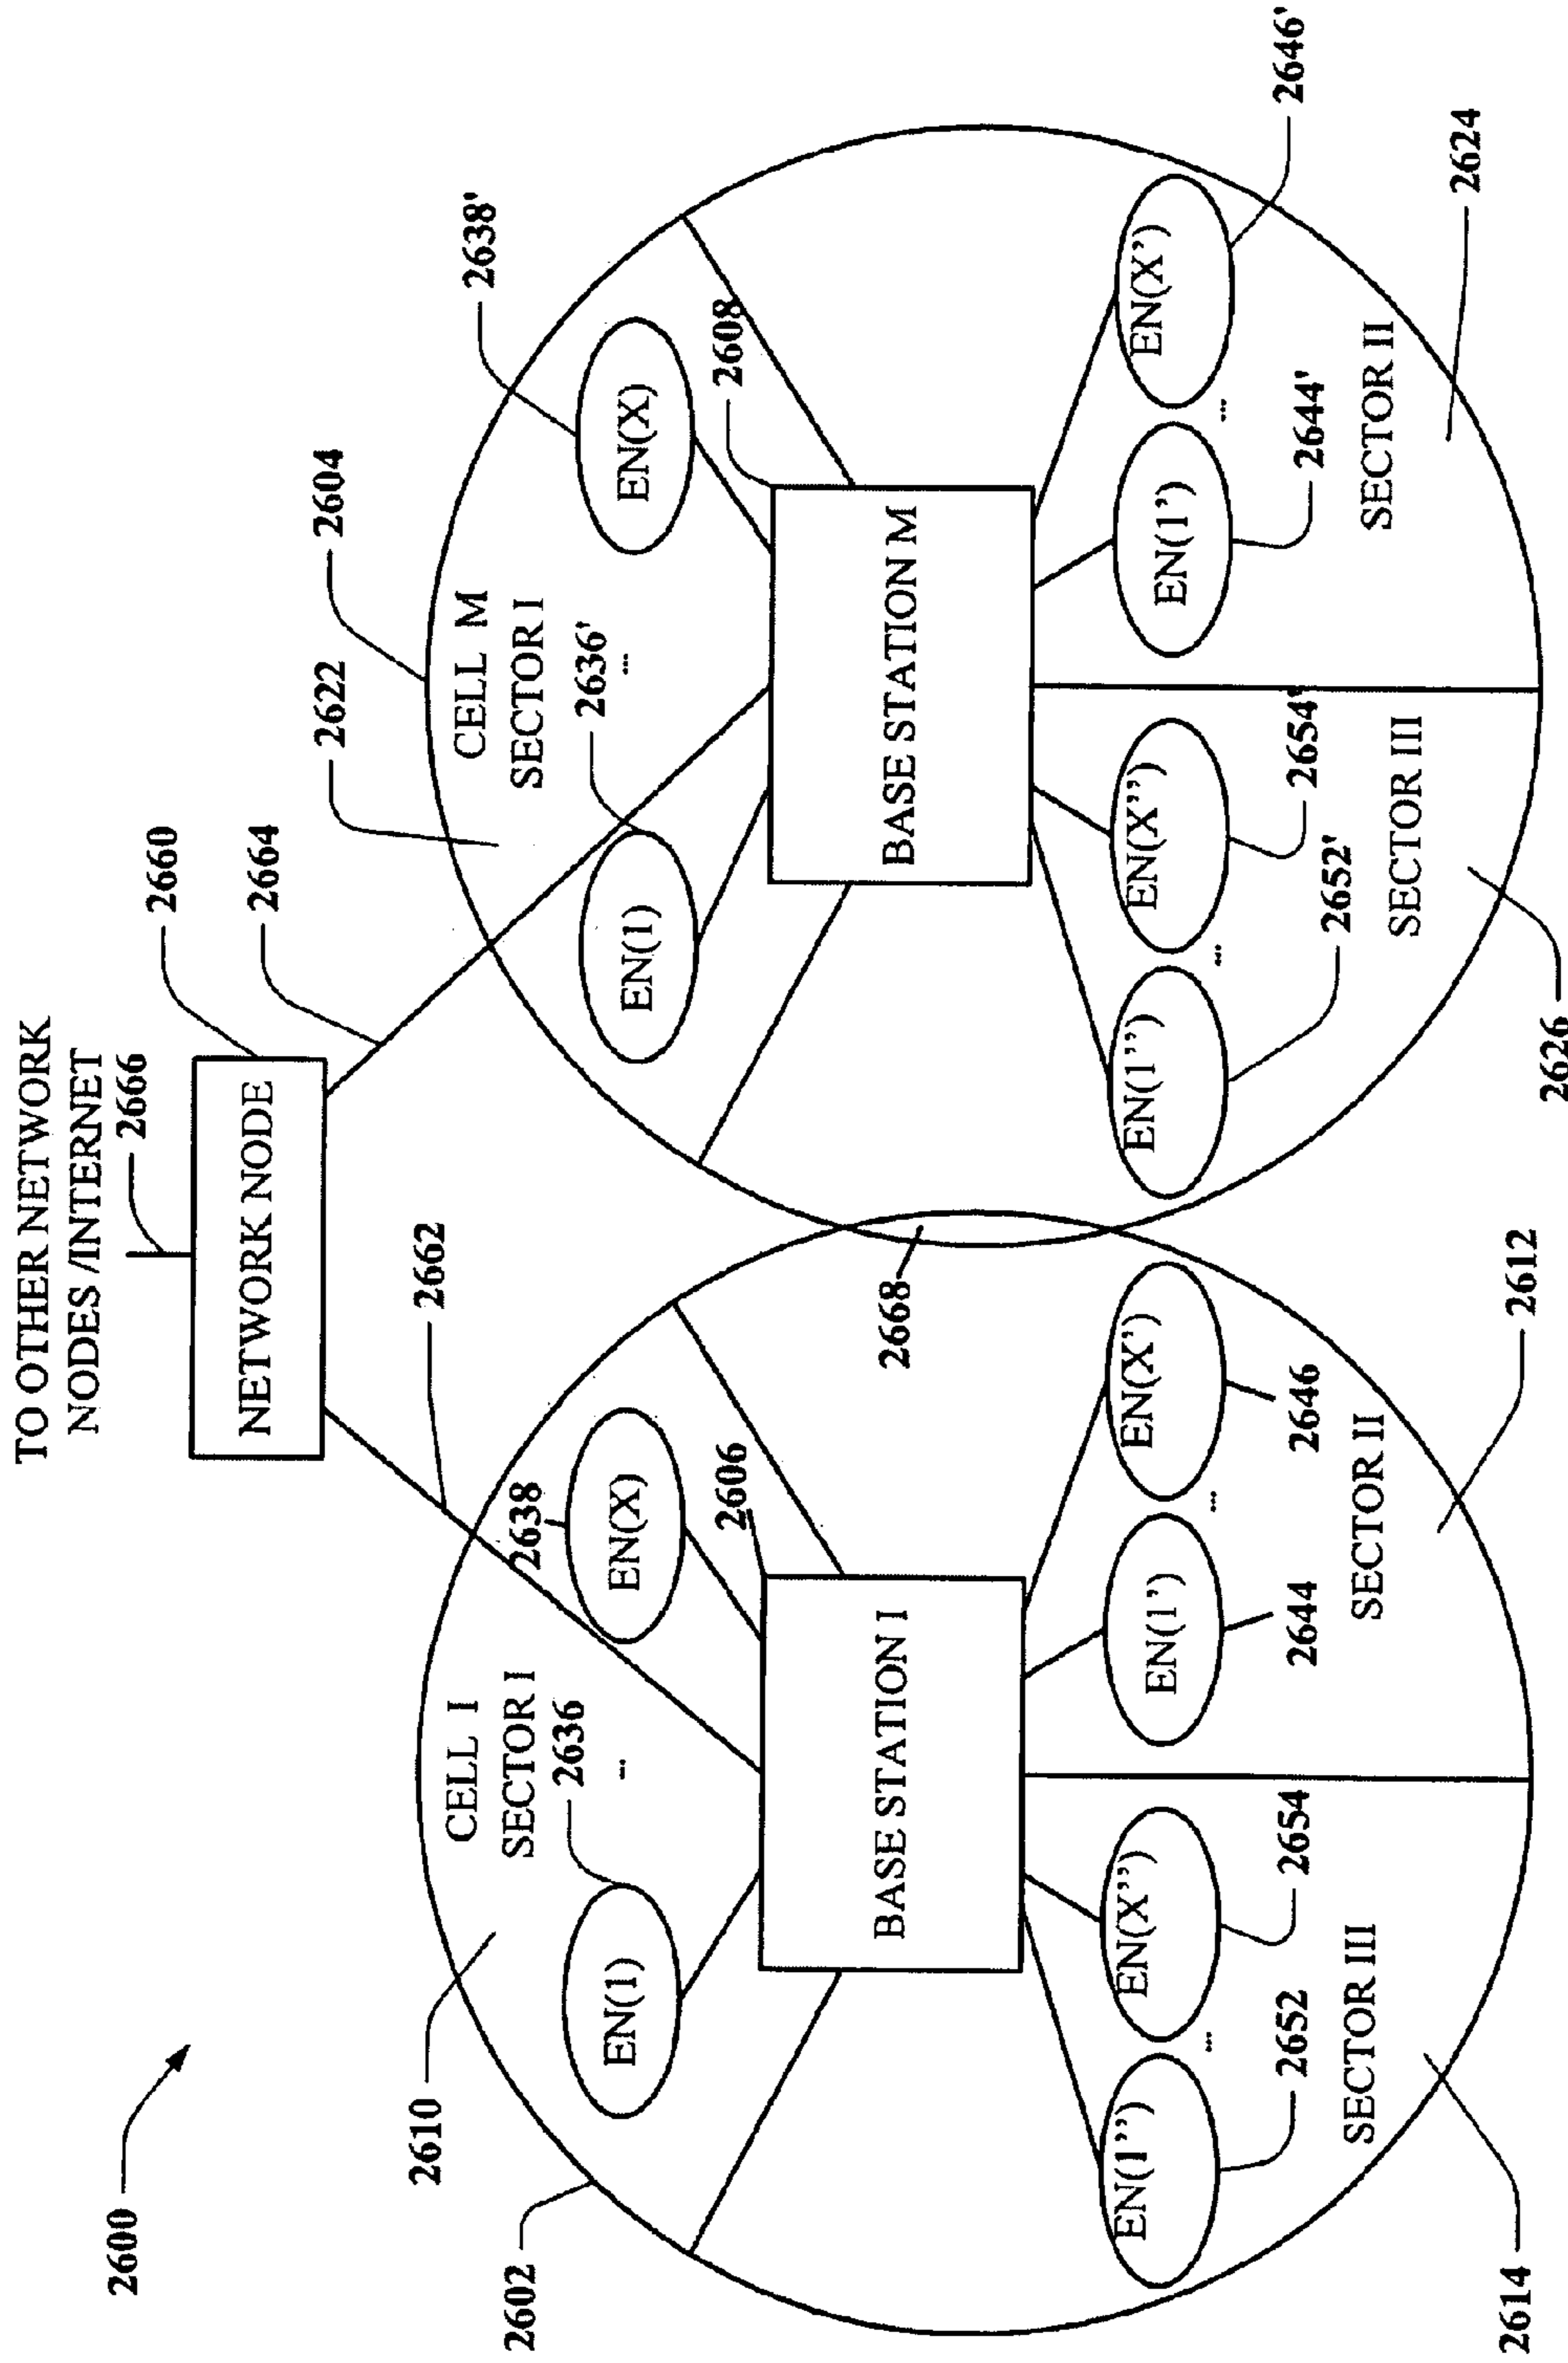 TO OTHER NETWORK
NODES /INTERNET
2666
2600
NETWORK NODE
2660
2662
2664
2602
2610
CELL I
SECTOR I
2636
...
2638
EN(1)
EN(X)
2606
BASE STATION I
EN(1'')
...
EN(X'')
EN(1')
...
EN(X')
2652
2654
2644
2646
SECTOR III
SECTOR II
2614
2612
2668
2622
2604
CELL M
SECTOR I
2636'
...
2638'
EN(1)
EN(X)
2608
BASE STATION M
EN(1'')
...
EN(X'')
EN(1')
...
EN(X')
2652'
2654'
2644'
2646'
SECTOR III
SECTOR II
2626
2624